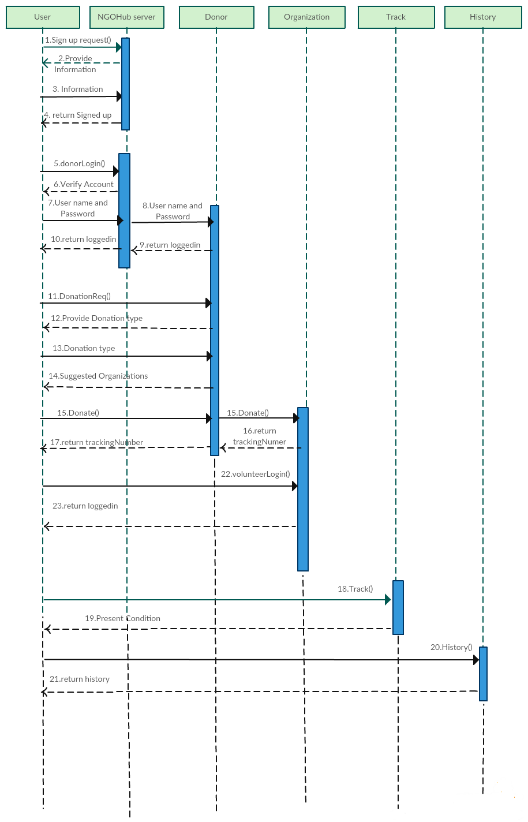 User
NGOHub server
Donor
Organization
Track
History
1.Sign up request()
2.Provide
Information
3. Information
4. return Signed up
5.donorLogin()
6.Verify Account
7.User name and
Password
8.User name and
Password
9.return loggedin
10.return loggedin
11.DonationReq()
12.Provide Donation type
13.Donation type
14.Suggested Organizations
15.Donate()
15.Donate()
16.return
trackingNumer
17.return trackingNumber
22.volunteerLogin()
23.return loggedin
18.Track()
19.Present Condition
20.History()
21.return history